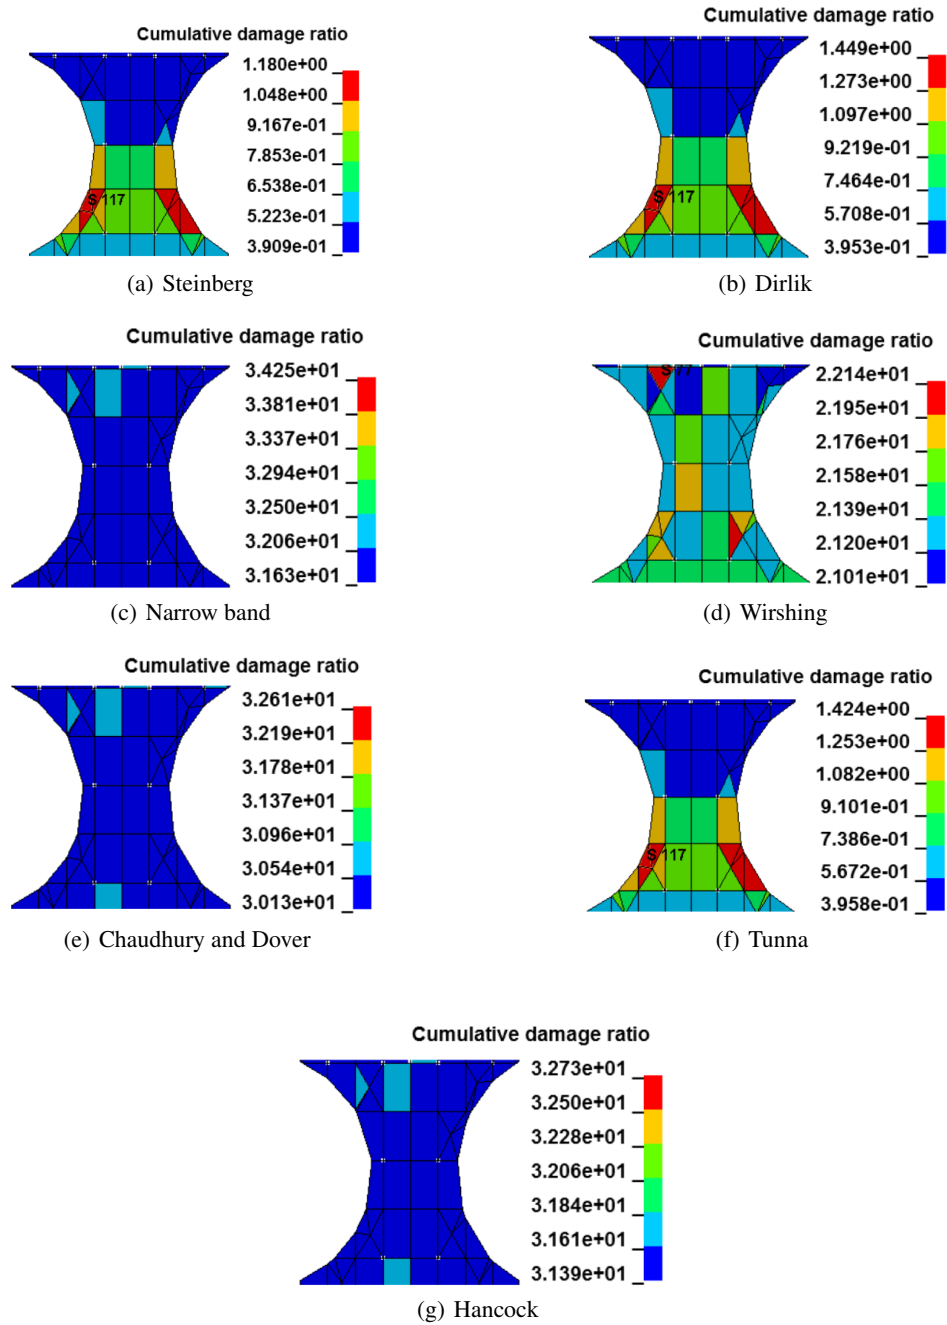 Cumulative damage ratio
1.180e+00
1.048e+00
9.167e-01
7.853e-01
6.538e-01
5.223e-01
3.909e-01
S 117
(a) Steinberg
Cumulative damage ratio
1.449e+00
1.273e+00
1.097e+00
9.219e-01
7.464e-01
5.708e-01
3.953e-01
S 117
(b) Dirlik
Cumulative damage ratio
3.425e+01
3.381e+01
3.337e+01
3.294e+01
3.250e+01
3.206e+01
3.163e+01
(c) Narrow band
Cumulative damage ratio
S 77
2.214e+01
2.195e+01
2.176e+01
2.158e+01
2.139e+01
2.120e+01
2.101e+01
(d) Wirshing
Cumulative damage ratio
3.261e+01
3.219e+01
3.178e+01
3.137e+01
3.096e+01
3.054e+01
3.013e+01
(e) Chaudhury and Dover
Cumulative damage ratio
1.424e+00
1.253e+00
1.082e+00
9.101e-01
7.386e-01
5.672e-01
3.958e-01
S 117
(f) Tunna
Cumulative damage ratio
3.273e+01
3.250e+01
3.228e+01
3.206e+01
3.184e+01
3.161e+01
3.139e+01
(g) Hancock